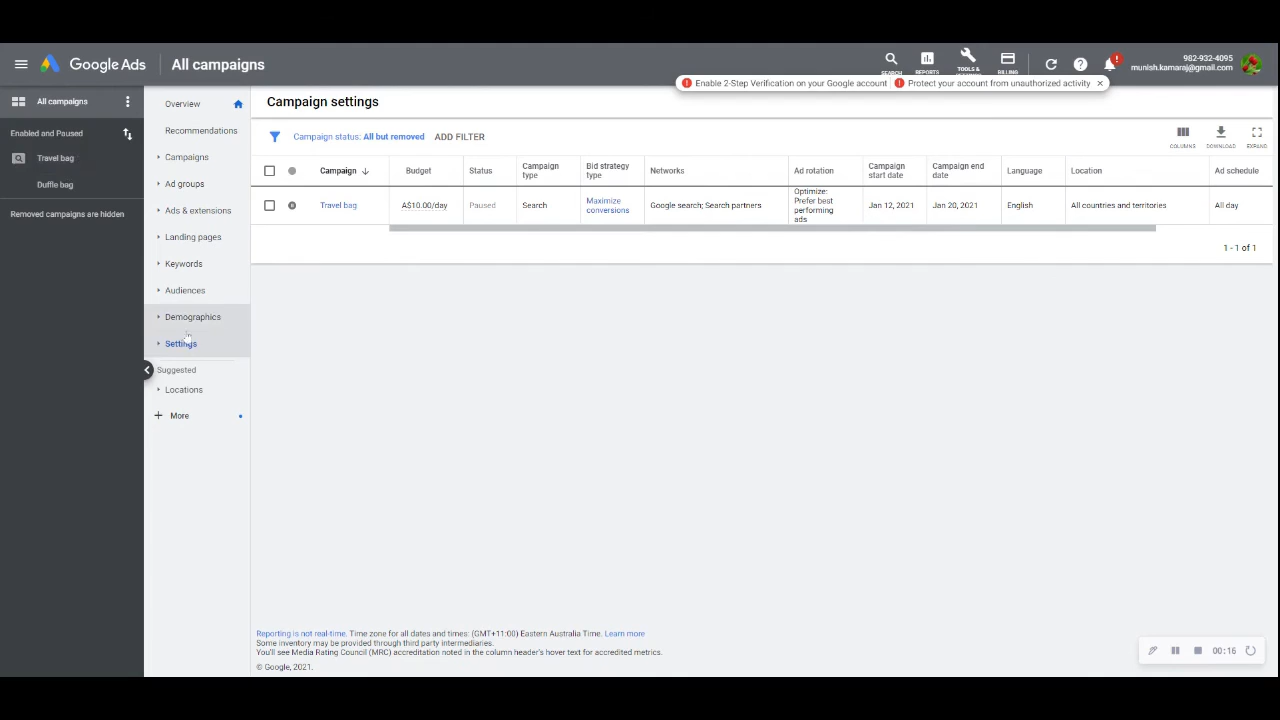 Google Ads
All campaigns
SEARCH
REPORTS
TOOLS &
BILLING
982-932-4095
munish.kamaraj@gmail.com
Enable 2-Step Verification on your Google account
Protect your account from unauthorized activity
All campaigns
Enabled and Paused
Travel bag
Duffle bag
Removed campaigns are hidden
Overview
Recommendations
Campaigns
Ad groups
Ads & extensions
Landing pages
Keywords
Audiences
Demographics
Settings
Suggested
Locations
More
Campaign settings
Campaign status: All but removed ADD FILTER
COLUMNS
DOWNLOAD
EXPAND
Campaign
Budget
Status
Campaign
type
Bid strategy
type
Networks
Ad rotation
Campaign
start date
Campaign end
date
Language
Location
Ad schedule
Travel bag
A$10.00/day
Paused
Search
Maximize
conversions
Google search; Search partners
Optimize:
Prefer best
performing
ads
Jan 12, 2021
Jan 20, 2021
English
All countries and territories
All day
1 - 1 of 1
Reporting is not real-time. Time zone for all dates and times: (GMT+11:00) Eastern Australia Time. Learn more
Some inventory may be provided through third party intermediaries.
You'll see Media Rating Council (MRC) accreditation noted in the column header's hover text for accredited metrics.
© Google, 2021.
00:16